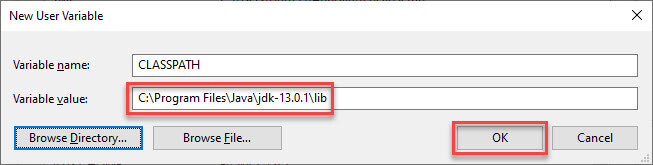 New User Variable
Variable name: CLASSPATH
Variable value: C:\Program Files\Java\jdk-13.0.1\lib
Browse Directory... Browse File... OK Cancel